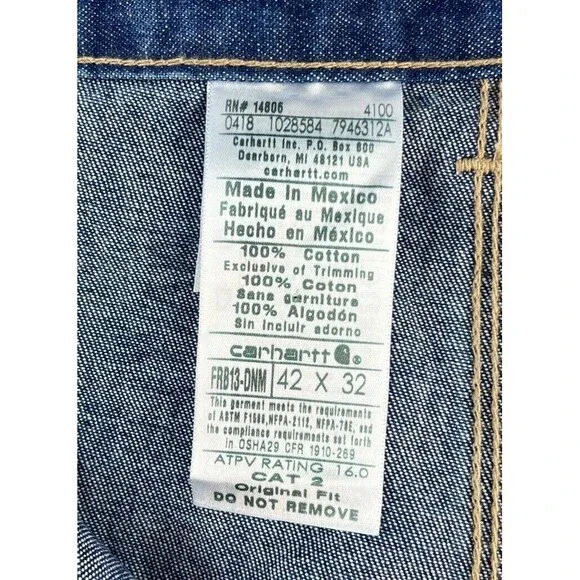 RN# 14806 4100
0418 1028584 7946312A
Carhartt Inc. P.O. Box 600
Dearborn, MI 48121 USA
carhartt.com
Made in Mexico
Fabriqué au Mexique
Hecho en México
100% Cotton
Exclusive of Trimming
100% Coton
Sans garniture
100% Algodón
Sin incluir adorno
carhartt ®
FRB13-DNM 42 X 32
This garment meets the requirements
of ASTM F1506,NFPA-2112, NFPA-70E, and
the compliance requirements set forth
in OSHA29 CFR 1910-269
ATPV RATING 16.0
CAT 2
Original Fit
DO NOT REMOVE